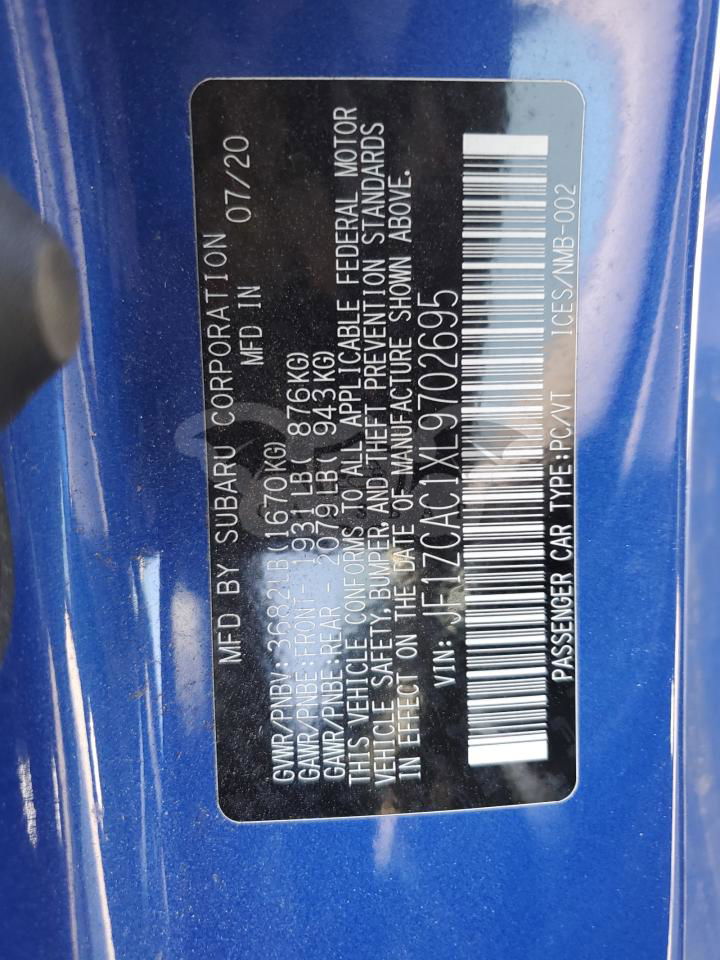 MFD BY SUBARU CORPORATION
MFD IN 07/20
GVWR/PNBV: 3682LB(1670KG)
GAWR/PNBE:FRONT- 1931LB( 876KG)
GAWR/PNBE:REAR - 2079LB( 943KG)
THIS VEHICLE CONFORMS TO ALL APPLICABLE FEDERAL MOTOR
VEHICLE SAFETY, BUMPER, AND THEFT PREVENTION STANDARDS
IN EFFECT ON THE DATE OF MANUFACTURE SHOWN ABOVE.
VIN: JF1ZCAC1XL9702695
PASSENGER CAR TYPE:PC/VT ICES/NMB-002